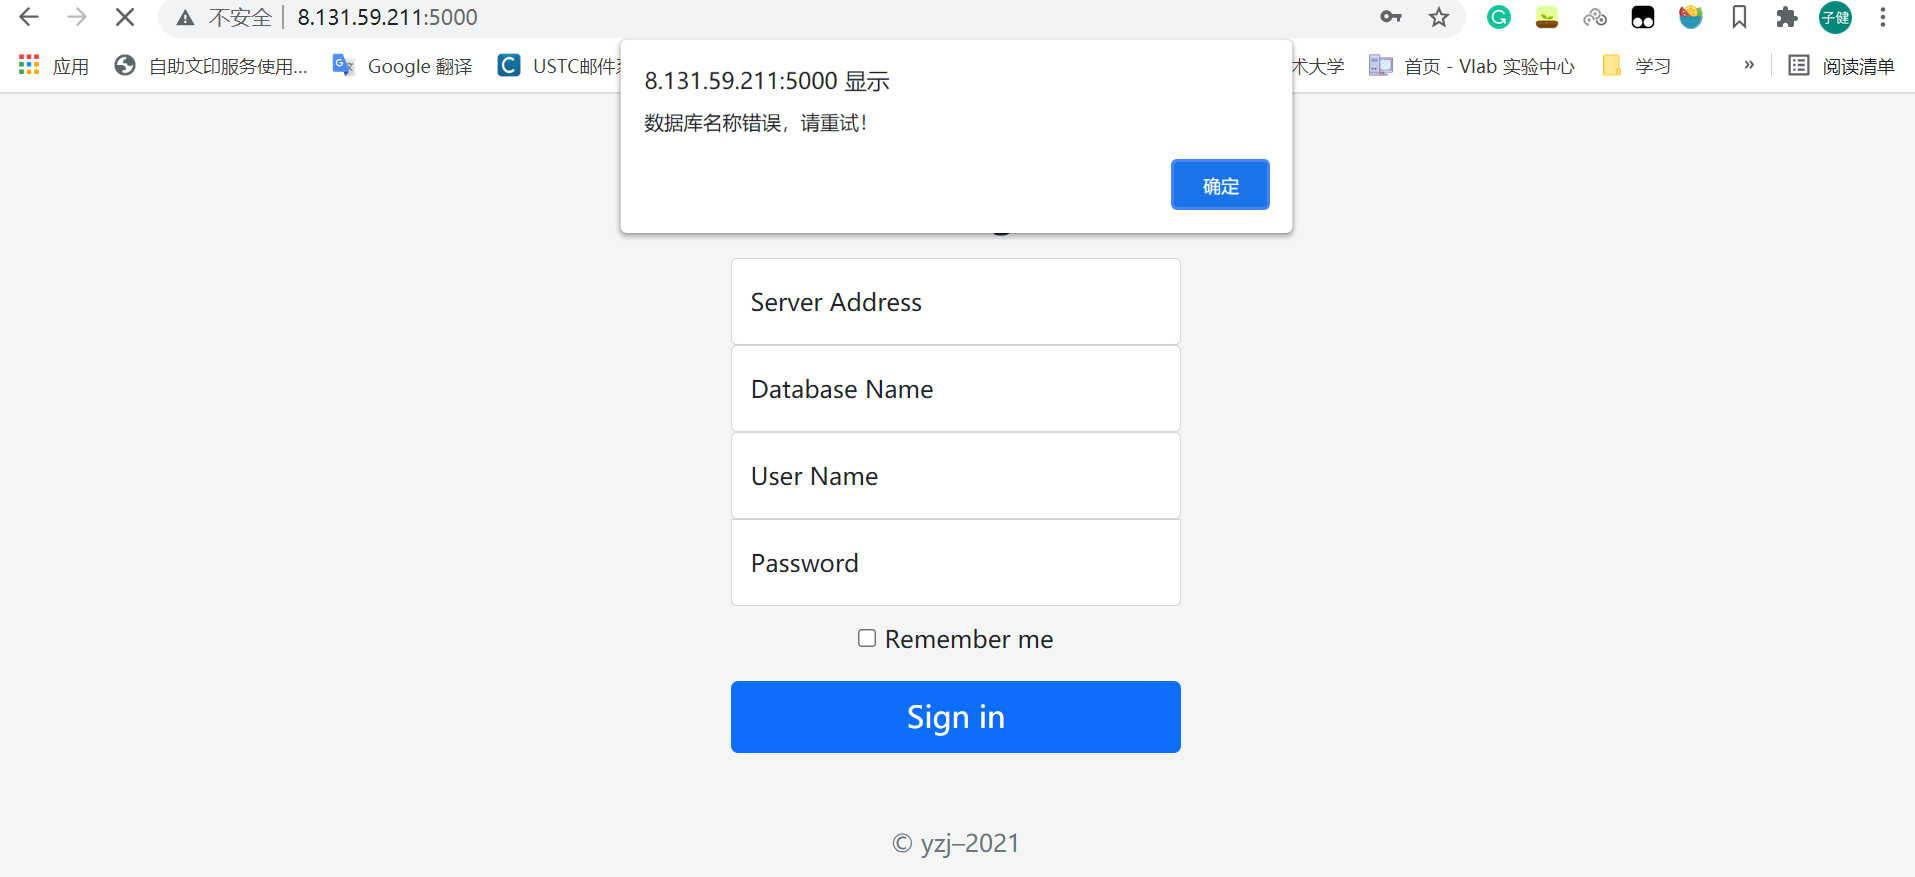 不安全 | 8.131.59.211:5000
子健
应用 自助文印服务使用... Google 翻译 USTC邮件 术大学 首页 - Vlab 实验中心 学习 » 阅读清单
8.131.59.211:5000 显示
数据库名称错误，请重试！
确定
Server Address
Database Name
User Name
Password
Remember me
Sign in
© yzj–2021